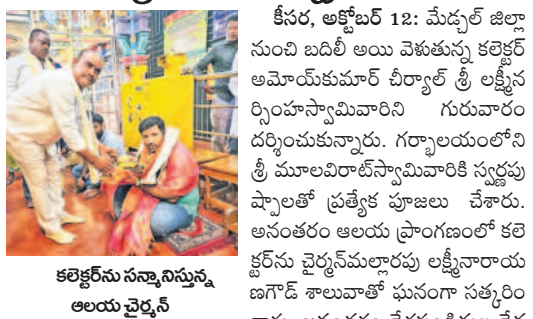 కీసర, అక్టోబర్ 12: మేడ్చల్ జిల్లా
నుంచి బదిలీ అయి వెళుతున్న కలెక్టర్
అమోయ్‌కుమార్ చీర్యాల్ శ్రీ లక్ష్మీన
ర్సింహస్వామివారిని గురువారం
దర్శించుకున్నారు. గర్భాలయంలోని
శ్రీ మూలవిరాట్‌స్వామివారికి స్వర్ణపు
ష్పాలతో ప్రత్యేక పూజలు చేశారు.
అనంతరం ఆలయ ప్రాంగణంలో కలె
క్టర్‌ను చైర్మన్‌మల్లారపు లక్ష్మీనారాయ
ణగౌడ్ శాలువాతో ఘనంగా సత్కరిం
కలెక్టర్‌ను సన్మానిస్తున్న
ఆలయ చైర్మన్